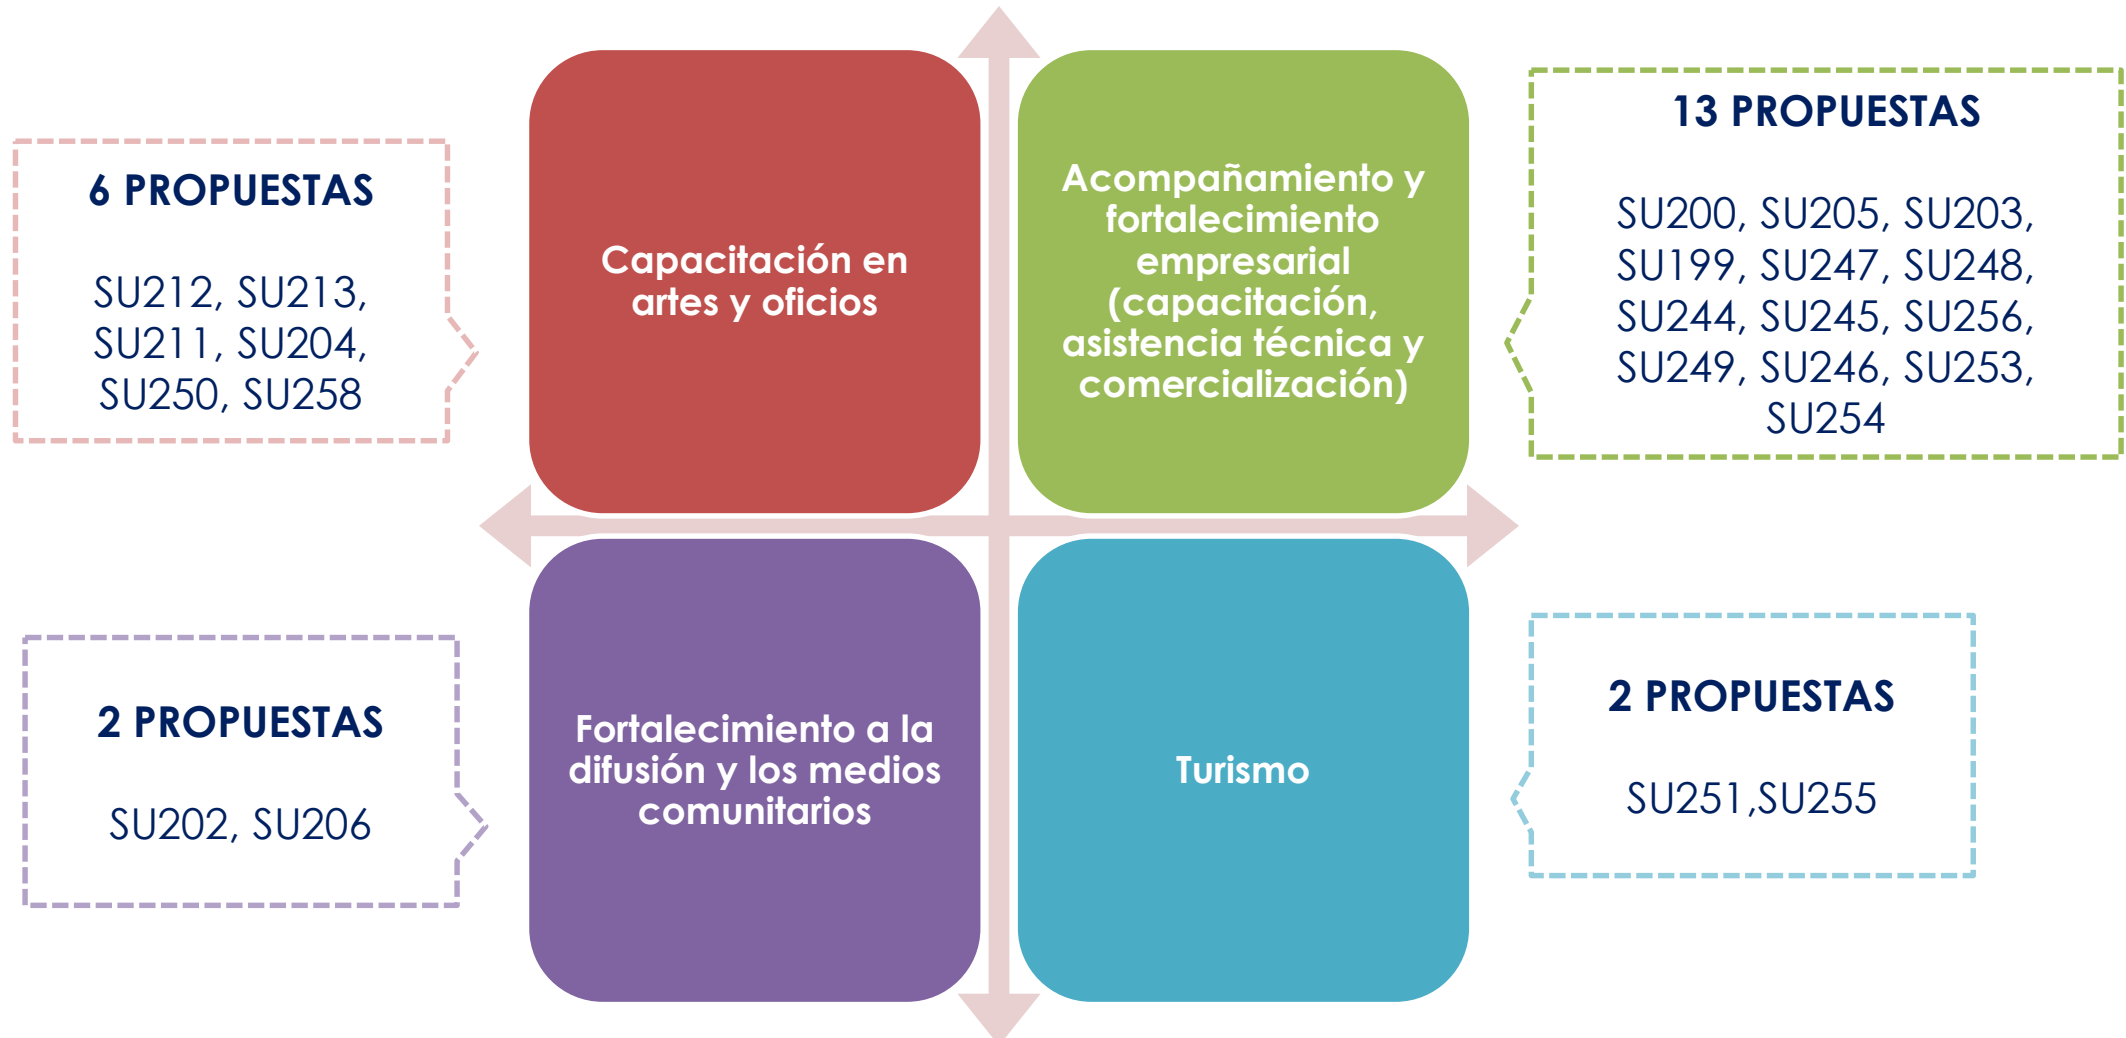 6 PROPUESTAS
SU212, SU213,
SU211, SU204,
SU250, SU258
Capacitación en
artes y oficios
Acompañamiento y
fortalecimiento
empresarial
(capacitación,
asistencia técnica y
comercialización)
13 PROPUESTAS
SU200, SU205, SU203,
SU199, SU247, SU248,
SU244, SU245, SU256,
SU249, SU246, SU253,
SU254
2 PROPUESTAS
SU202, SU206
Fortalecimiento a la
difusión y los medios
comunitarios
Turismo
2 PROPUESTAS
SU251,SU255